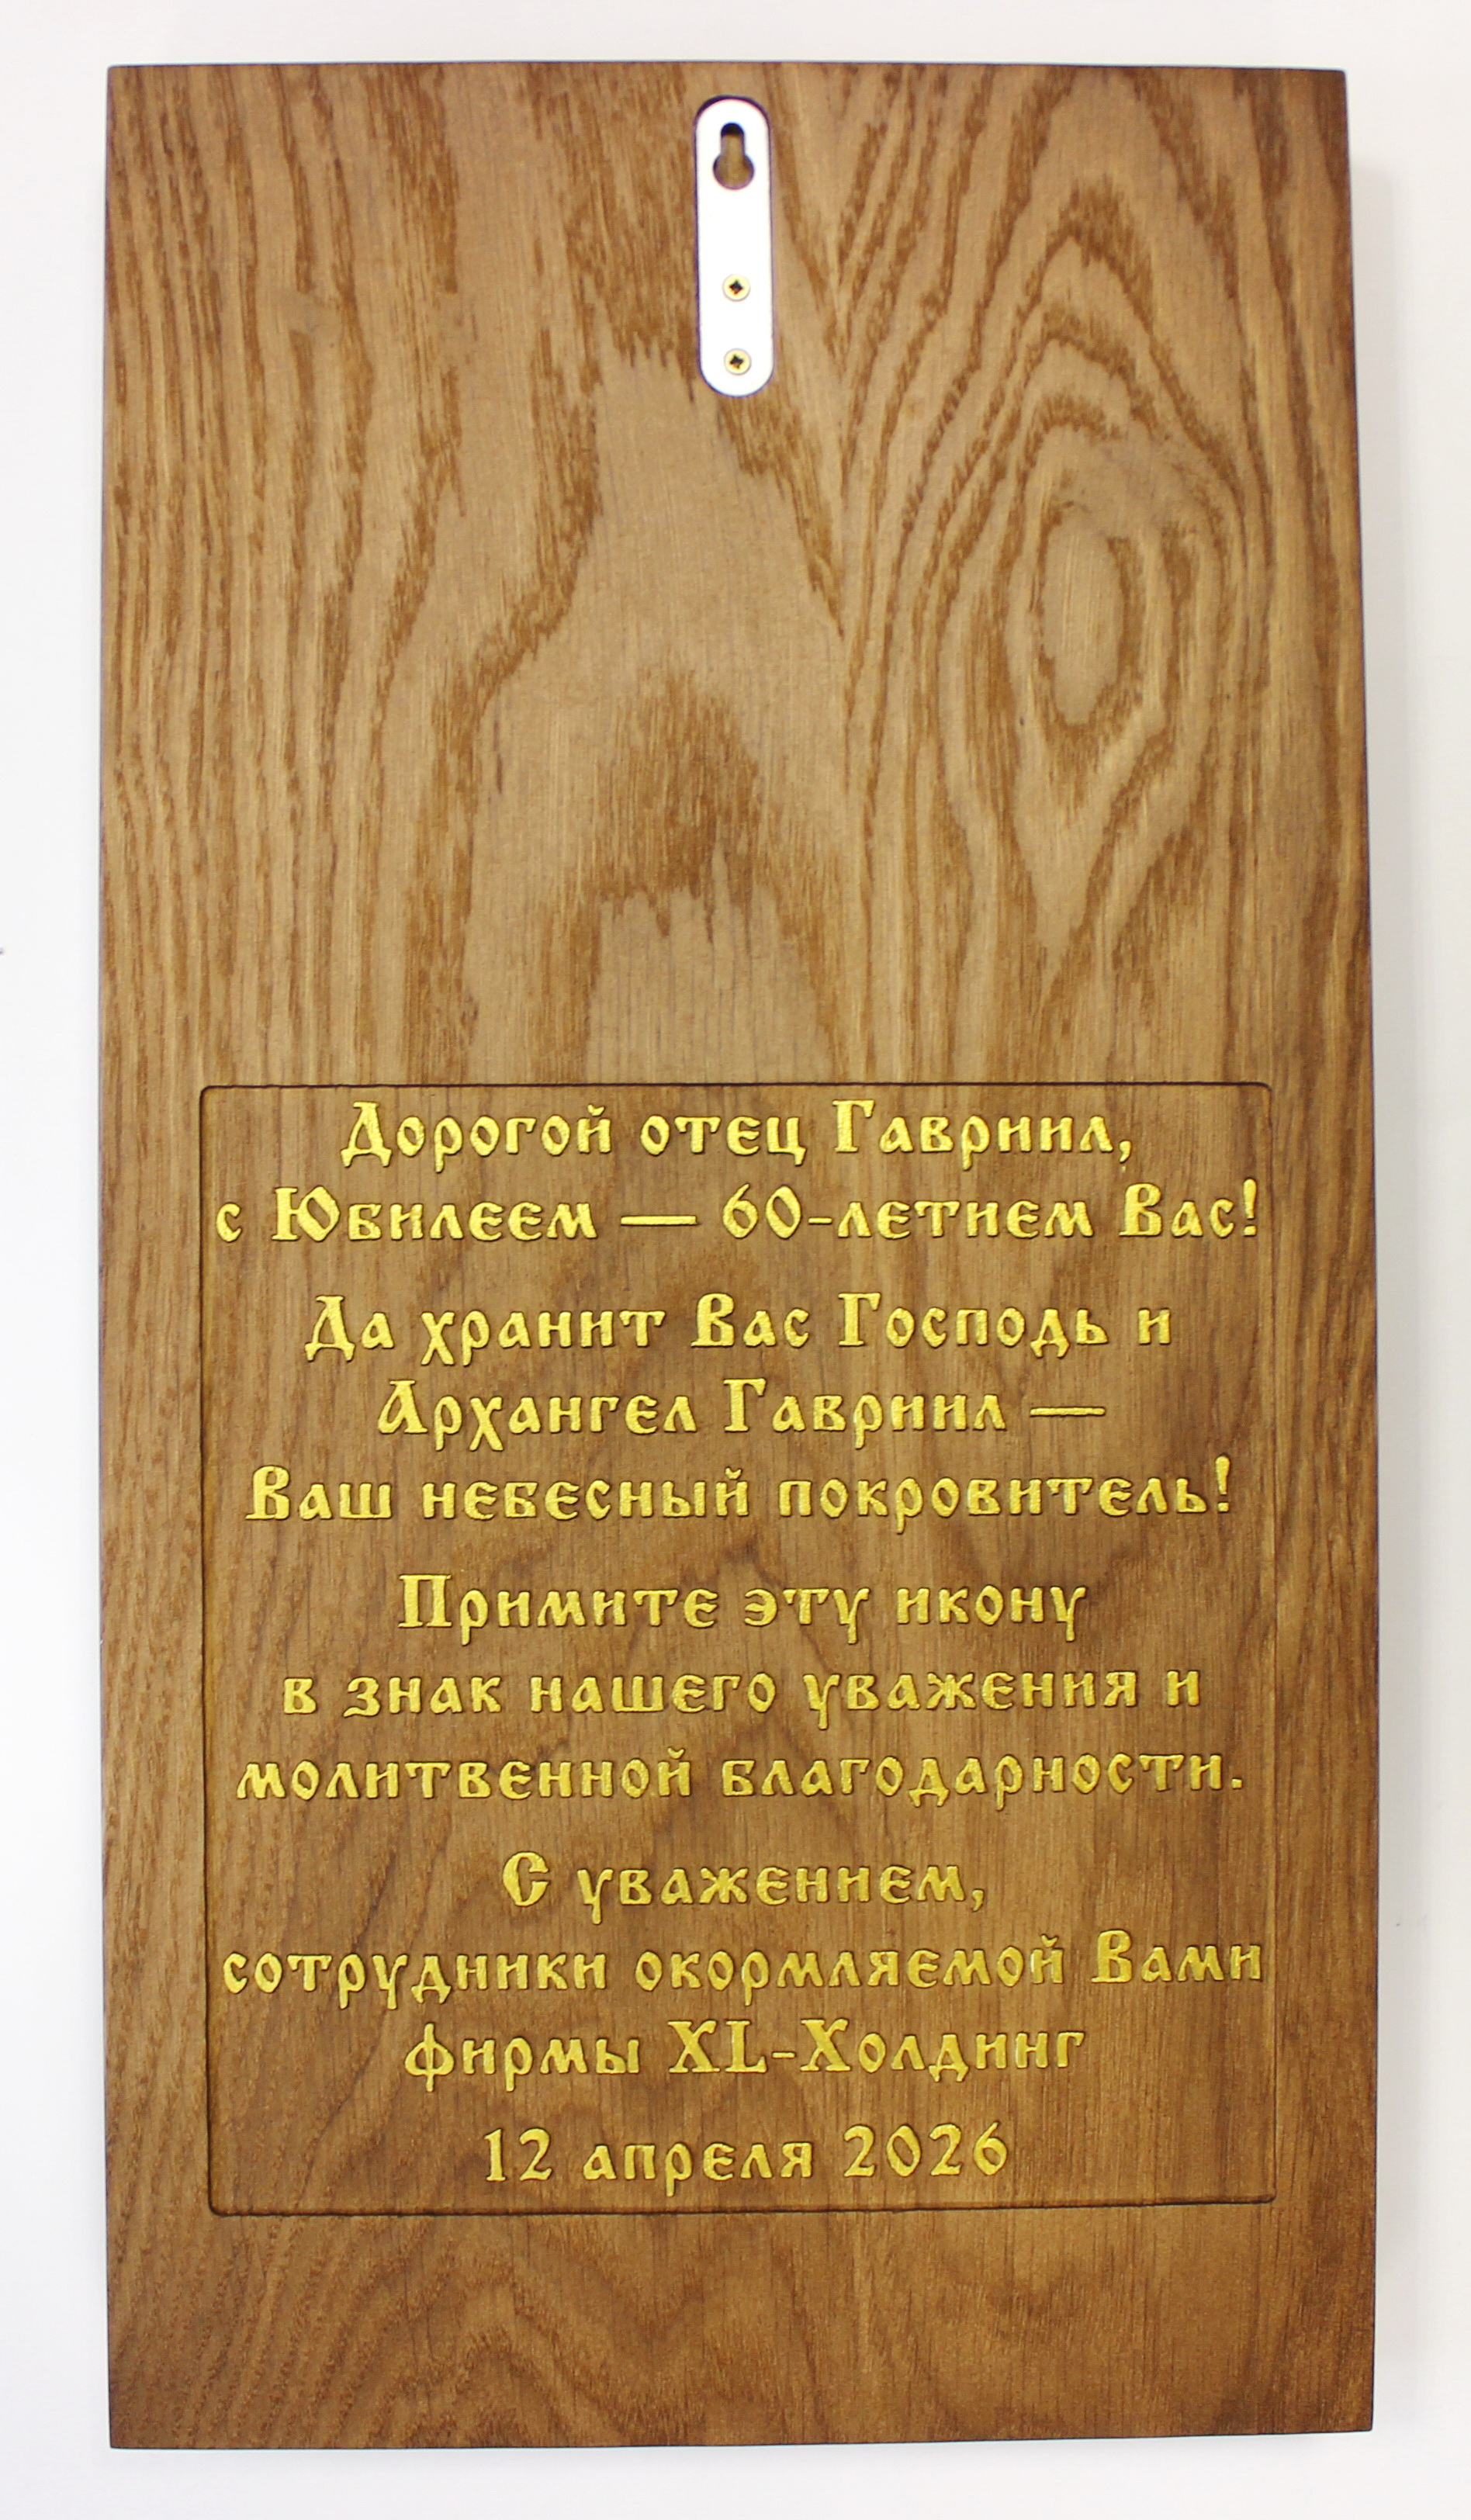 Дорогой отец Гавриил,
с Юбилеем — 60-летием Вас!
Да хранит Вас Господь и
Архангел Гавриил —
Ваш небесный покровитель!
Примите эту икону
в знак нашего уважения и
молитвенной благодарности.
С уважением,
сотрудники окормляемой Вами
фирмы XL-Холдинг
12 апреля 2026